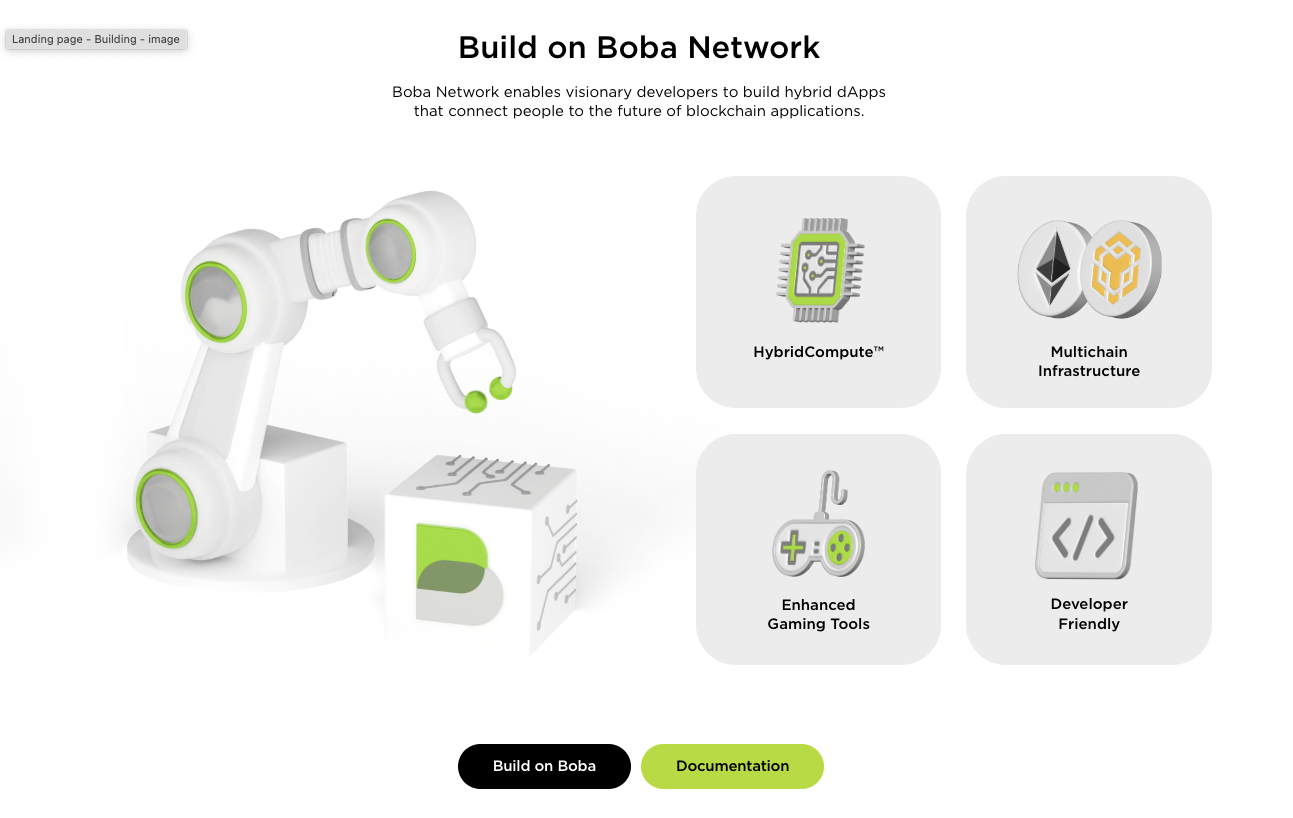 Landing page - Building - image
Build on Boba Network
Boba Network enables visionary developers to build hybrid dApps
that connect people to the future of blockchain applications.
HybridCompute™
Multichain
Infrastructure
Enhanced
Gaming Tools
Developer
Friendly
Build on Boba
Documentation